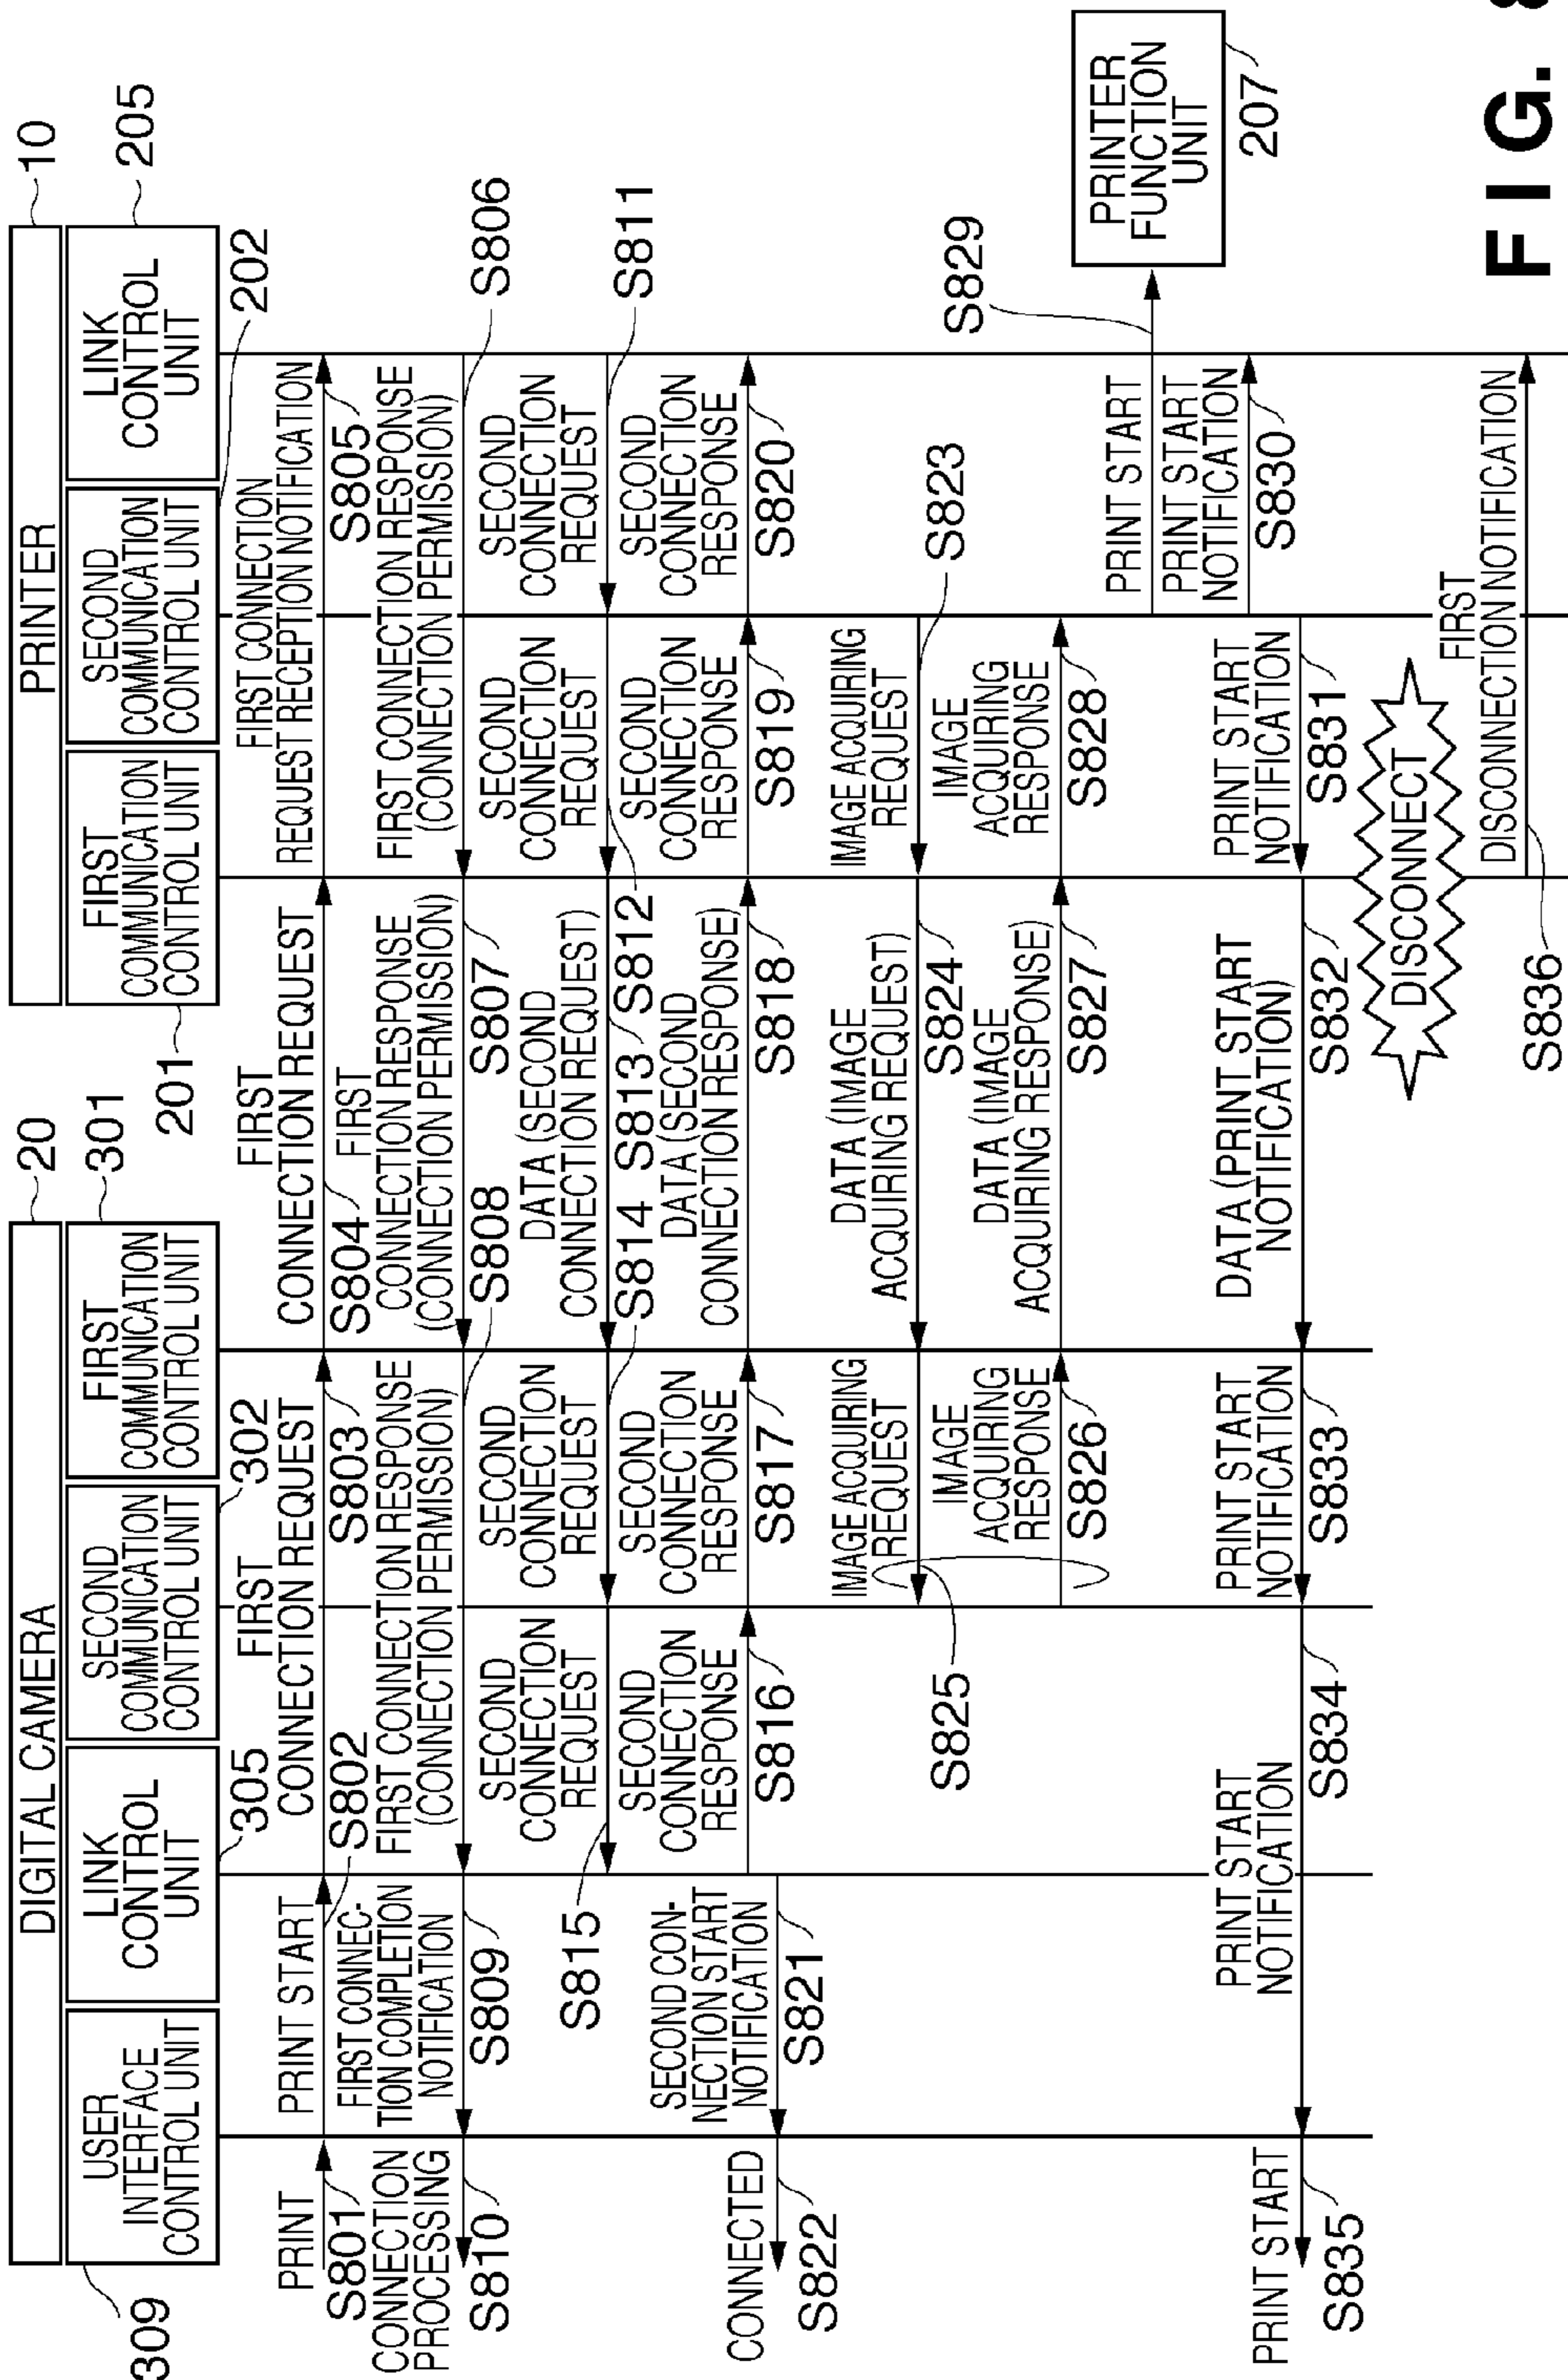 DIGITAL CAMERA
20
PRINTER
10
USER
INTERFACE
CONTROL UNIT
309
LINK
CONTROL
UNIT
305
SECOND
COMMUNICATION
CONTROL UNIT
302
FIRST
COMMUNICATION
CONTROL UNIT
301
FIRST
COMMUNICATION
CONTROL UNIT
201
SECOND
COMMUNICATION
CONTROL UNIT
202
LINK
CONTROL
UNIT
205
PRINT
S801
PRINT START
S802
FIRST
CONNECTION REQUEST
S803
FIRST
CONNECTION REQUEST
S804
FIRST CONNECTION
REQUEST RECEPTION NOTIFICATION
S805
CONNECTION
PROCESSING
S810
FIRST CONNEC-
TION COMPLETION
NOTIFICATION
S809
FIRST CONNECTION RESPONSE
(CONNECTION PERMISSION)
S808
FIRST
CONNECTION RESPONSE
(CONNECTION PERMISSION)
S807
FIRST CONNECTION RESPONSE
(CONNECTION PERMISSION)
S806
SECOND
CONNECTION
REQUEST
S815
SECOND
CONNECTION
REQUEST
S814
DATA (SECOND
CONNECTION REQUEST)
S813
SECOND
CONNECTION
REQUEST
S812
SECOND
CONNECTION
REQUEST
S811
SECOND
CONNECTION
RESPONSE
S816
SECOND
CONNECTION
RESPONSE
S817
DATA (SECOND
CONNECTION RESPONSE)
S818
SECOND
CONNECTION
RESPONSE
S819
SECOND
CONNECTION
RESPONSE
S820
CONNECTED
S822
SECOND CON-
NECTION START
NOTIFICATION
S821
IMAGE ACQUIRING
REQUEST
S825
DATA (IMAGE
ACQUIRING REQUEST)
S824
IMAGE ACQUIRING
REQUEST
S823
IMAGE
ACQUIRING
RESPONSE
S826
DATA (IMAGE
ACQUIRING RESPONSE)
S827
IMAGE
ACQUIRING
RESPONSE
S828
PRINT START
S829
PRINTER
FUNCTION
UNIT
207
PRINT START
NOTIFICATION
S830
PRINT START
S835
PRINT START
NOTIFICATION
S834
PRINT START
NOTIFICATION
S833
DATA (PRINT START
NOTIFICATION)
S832
PRINT START
NOTIFICATION
S831
DISCONNECT
FIRST
DISCONNECTION NOTIFICATION
S836
FIG. 8